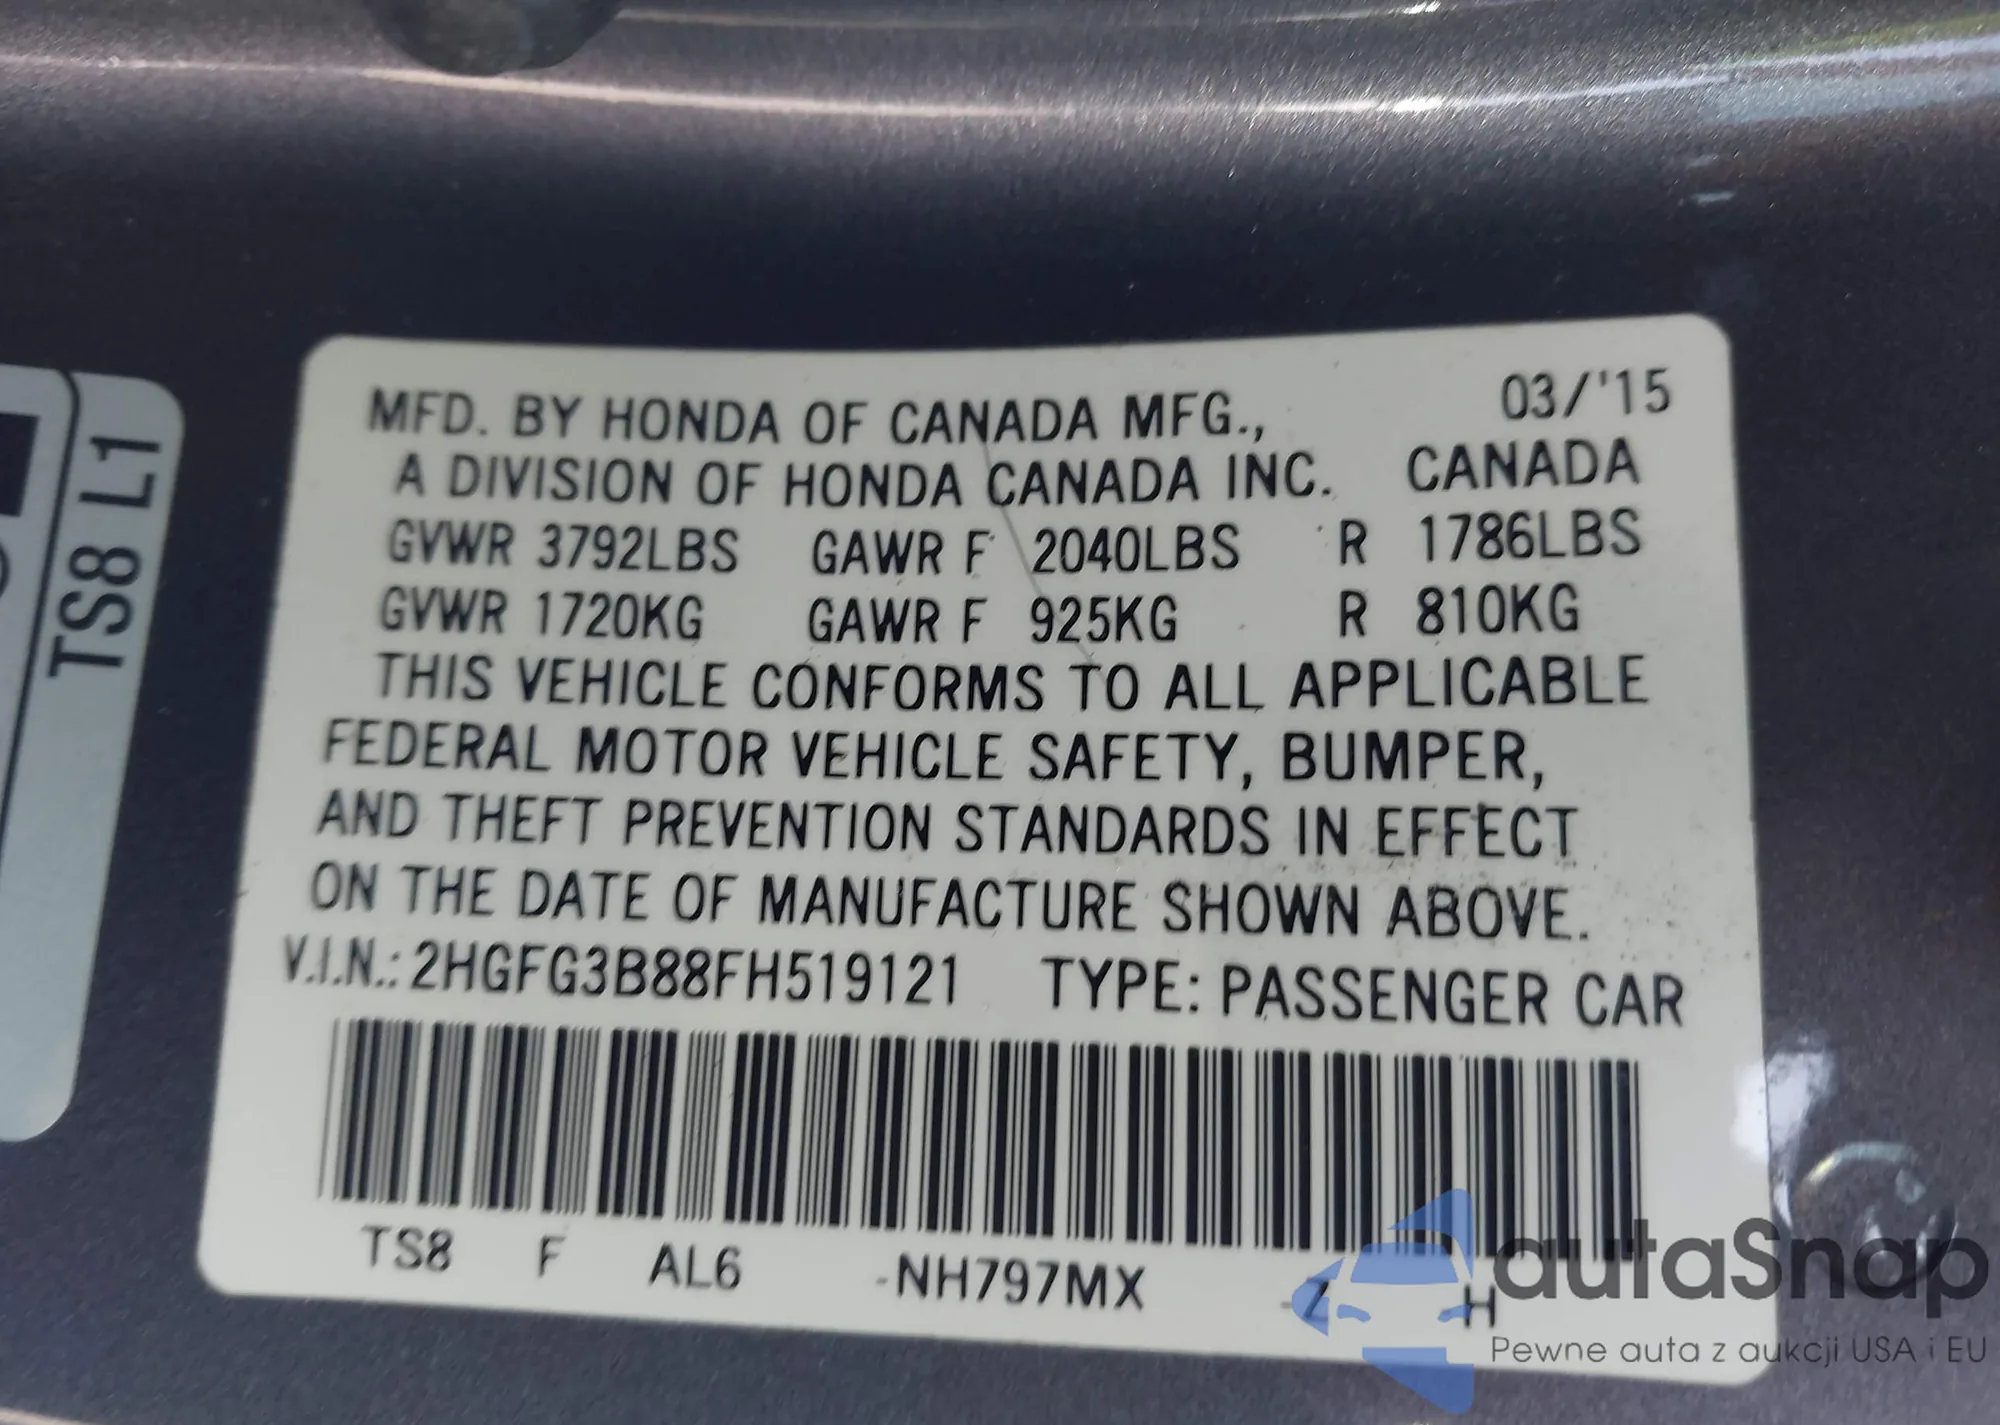 TS8 L1
MFD. BY HONDA OF CANADA MFG., 03/'15
A DIVISION OF HONDA CANADA INC. CANADA
GVWR 3792LBS GAWR F 2040LBS R 1786LBS
GVWR 1720KG GAWR F 925KG R 810KG
THIS VEHICLE CONFORMS TO ALL APPLICABLE
FEDERAL MOTOR VEHICLE SAFETY, BUMPER,
AND THEFT PREVENTION STANDARDS IN EFFECT
ON THE DATE OF MANUFACTURE SHOWN ABOVE.
V.I.N.: 2HGFG3B88FH519121 TYPE: PASSENGER CAR
TS8 F AL6 -NH797MX -Z H
autaSnap
Pewne auta z aukcji USA i EU